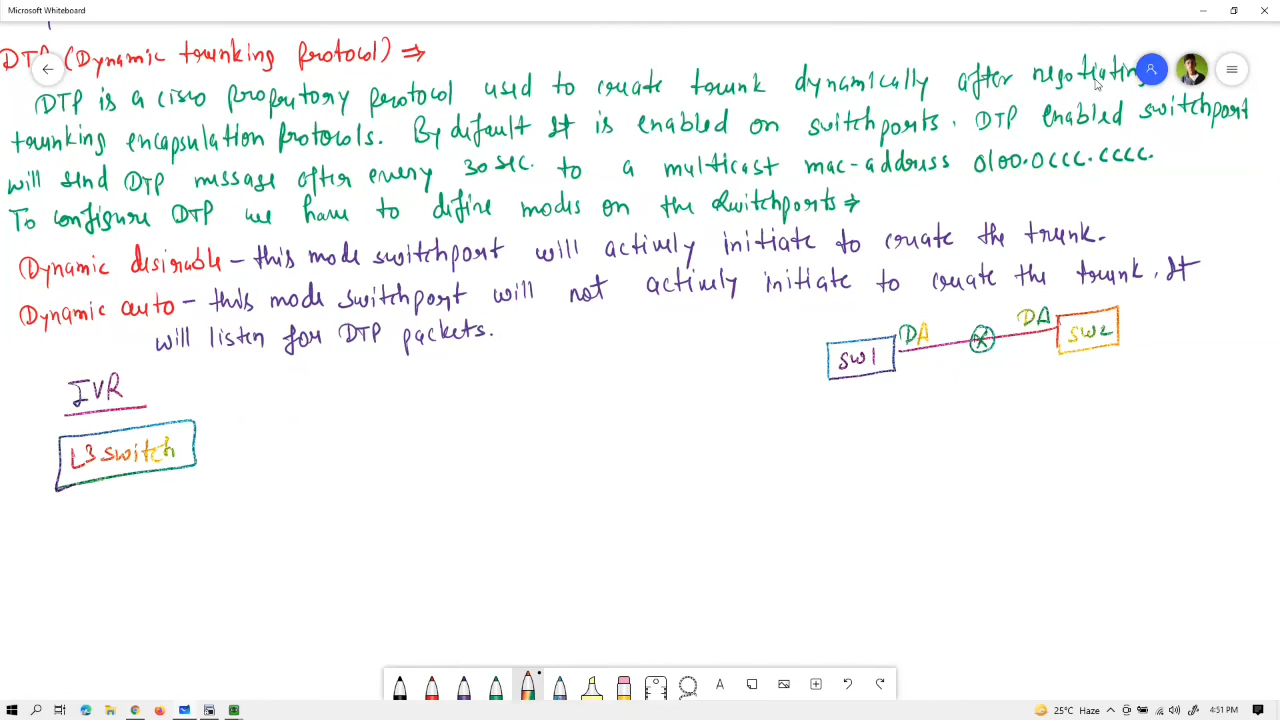 Microsoft Whiteboard
DTP (Dynamic trunking protocol) ⇒
DTP is a cisco propritory protocol used to create trunk dynamically after negotiating
trunking encapsulation protocols. By default It is enabled on switchports. DTP enabled switchport
will send DTP message after every 30 sec. to a multicast mac-address 0100.0ccc.cccc.
To configure DTP we have to define modes on the switchports ⇒
Dynamic desirable - this mode switchport will actively initiate to create the trunk.
Dynamic auto - this mode switchport will not actively initiate to create the trunk. It
will listen for DTP packets.
SW1 DA DA SW2
IVR
L3 switch
25°C Haze 4:51 PM